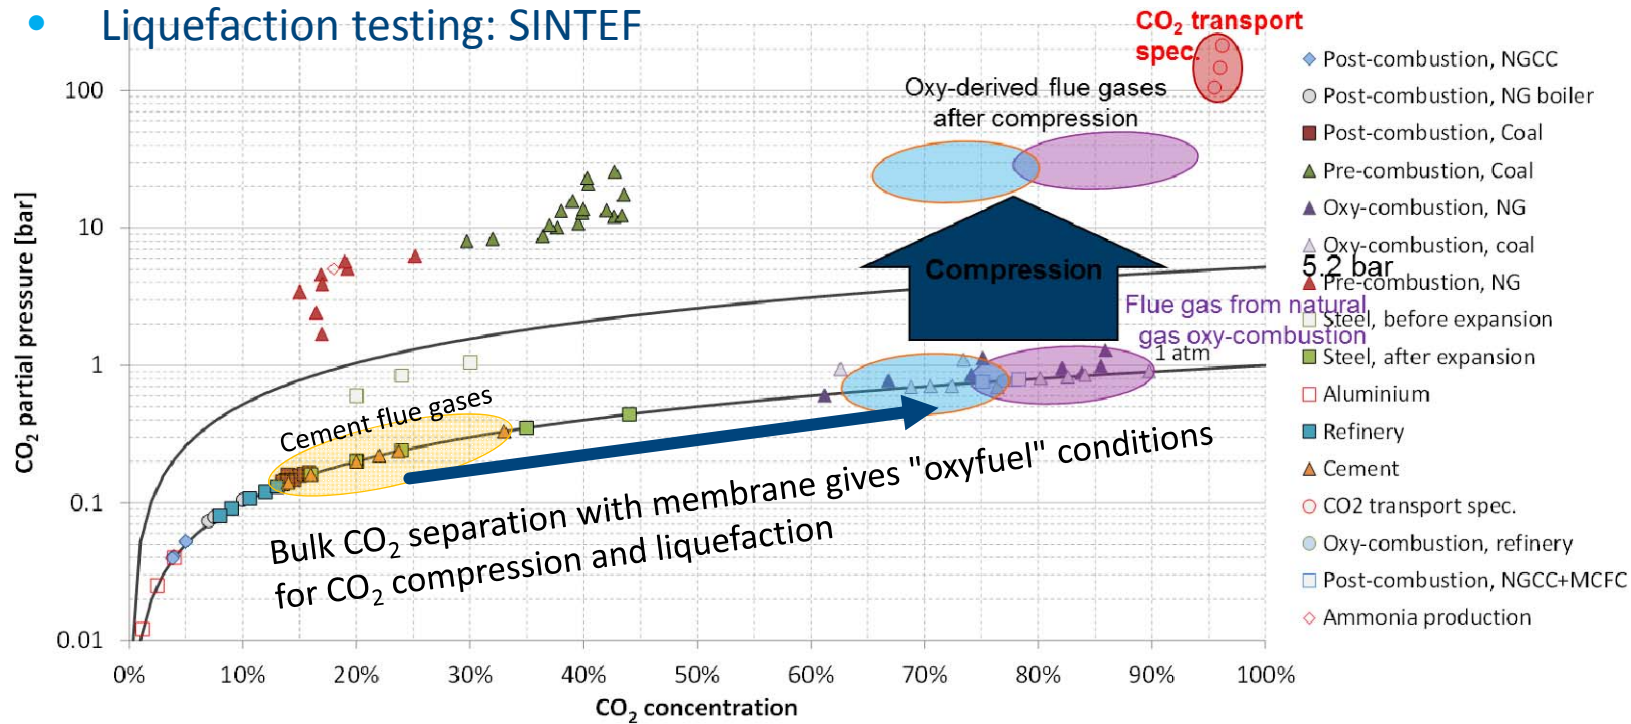 • Liquefaction testing: SINTEF
CO2 transport
spec.
Oxy-derived flue gases
after compression
Compression
5.2 bar
Flue gas from natural
gas oxy-combustion
1 atm
Cement flue gases
Bulk CO2 separation with membrane gives "oxyfuel" conditions
for CO2 compression and liquefaction
CO2 partial pressure [bar]
100
10
1
0.1
0.01
0%
10%
20%
30%
40%
50%
60%
70%
80%
90%
100%
CO2 concentration
Post-combustion, NGCC
Post-combustion, NG boiler
Post-combustion, Coal
Pre-combustion, Coal
Oxy-combustion, NG
Oxy-combustion, coal
Pre-combustion, NG
Steel, before expansion
Steel, after expansion
Aluminium
Refinery
Cement
CO2 transport spec.
Oxy-combustion, refinery
Post-combustion, NGCC+MCFC
Ammonia production